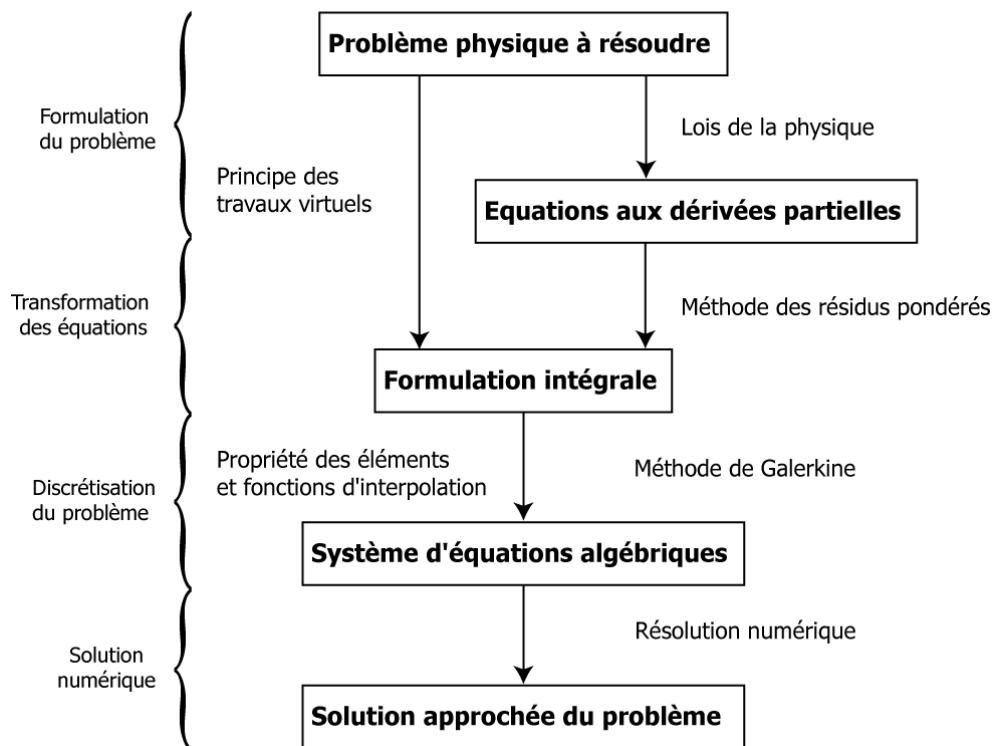 Problème physique à résoudre
Formulation
du problème
Lois de la physique
Principe des
travaux virtuels
Equations aux dérivées partielles
Transformation
des équations
Méthode des résidus pondérés
Formulation intégrale
Propriété des éléments
et fonctions d'interpolation
Méthode de Galerkine
Discrétisation
du problème
Système d'équations algébriques
Résolution numérique
Solution
numérique
Solution approchée du problème